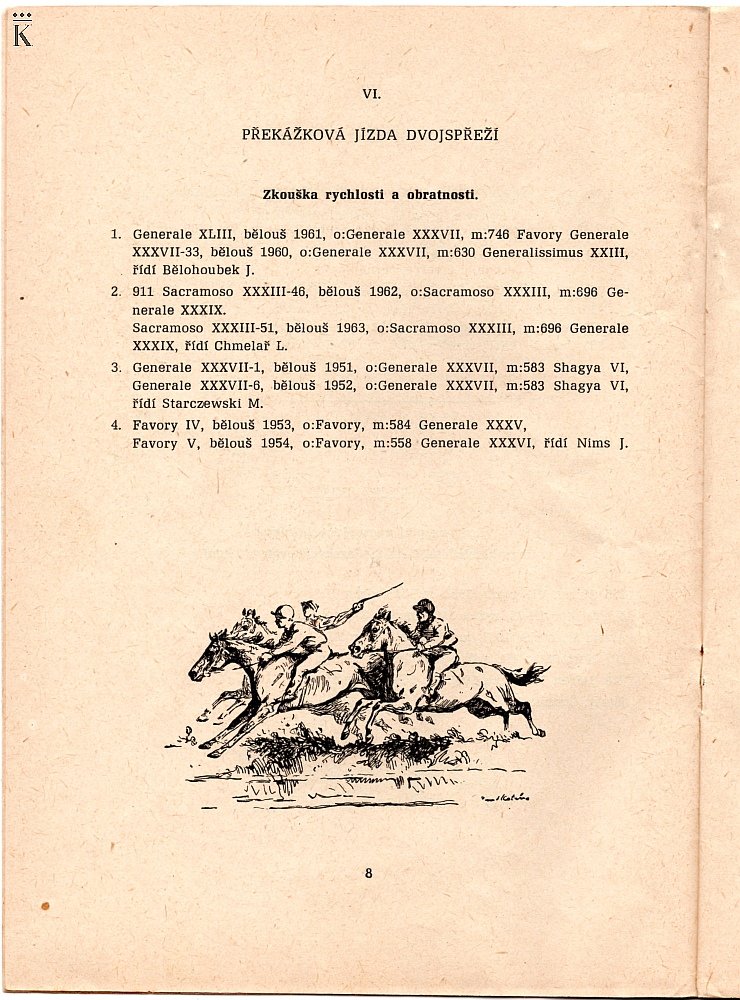 K
VI.
PŘEKÁŽKOVÁ JÍZDA DVOJSPŘEŽÍ
Zkouška rychlosti a obratnosti.
1. Generale XLIII, bělouš 1961, o:Generale XXXVII, m:746 Favory Generale
XXXVII-33, bělouš 1960, o:Generale XXXVII, m:630 Generalissimus XXIII,
řídí Bělohoubek J.
2. 911 Sacramoso XXXIII-46, bělouš 1962, o:Sacramoso XXXIII, m:696 Ge-
nerale XXXIX.
Sacramoso XXXIII-51, bělouš 1963, o:Sacramoso XXXIII, m:696 Generale
XXXIX, řídí Chmelař L.
3. Generale XXXVII-1, bělouš 1951, o:Generale XXXVII, m:583 Shagya VI,
Generale XXXVII-6, bělouš 1952, o:Generale XXXVII, m:583 Shagya VI,
řídí Starczewski M.
4. Favory IV, bělouš 1953, o:Favory, m:584 Generale XXXV,
Favory V, bělouš 1954, o:Favory, m:558 Generale XXXVI, řídí Nims J.
8